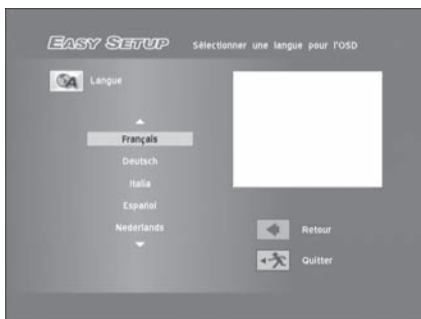 EASY SETUP
Sélectionner une langue pour l'OSD
Langue
Français
Deutsch
Italia
Español
Nederlands
Retour
Quitter